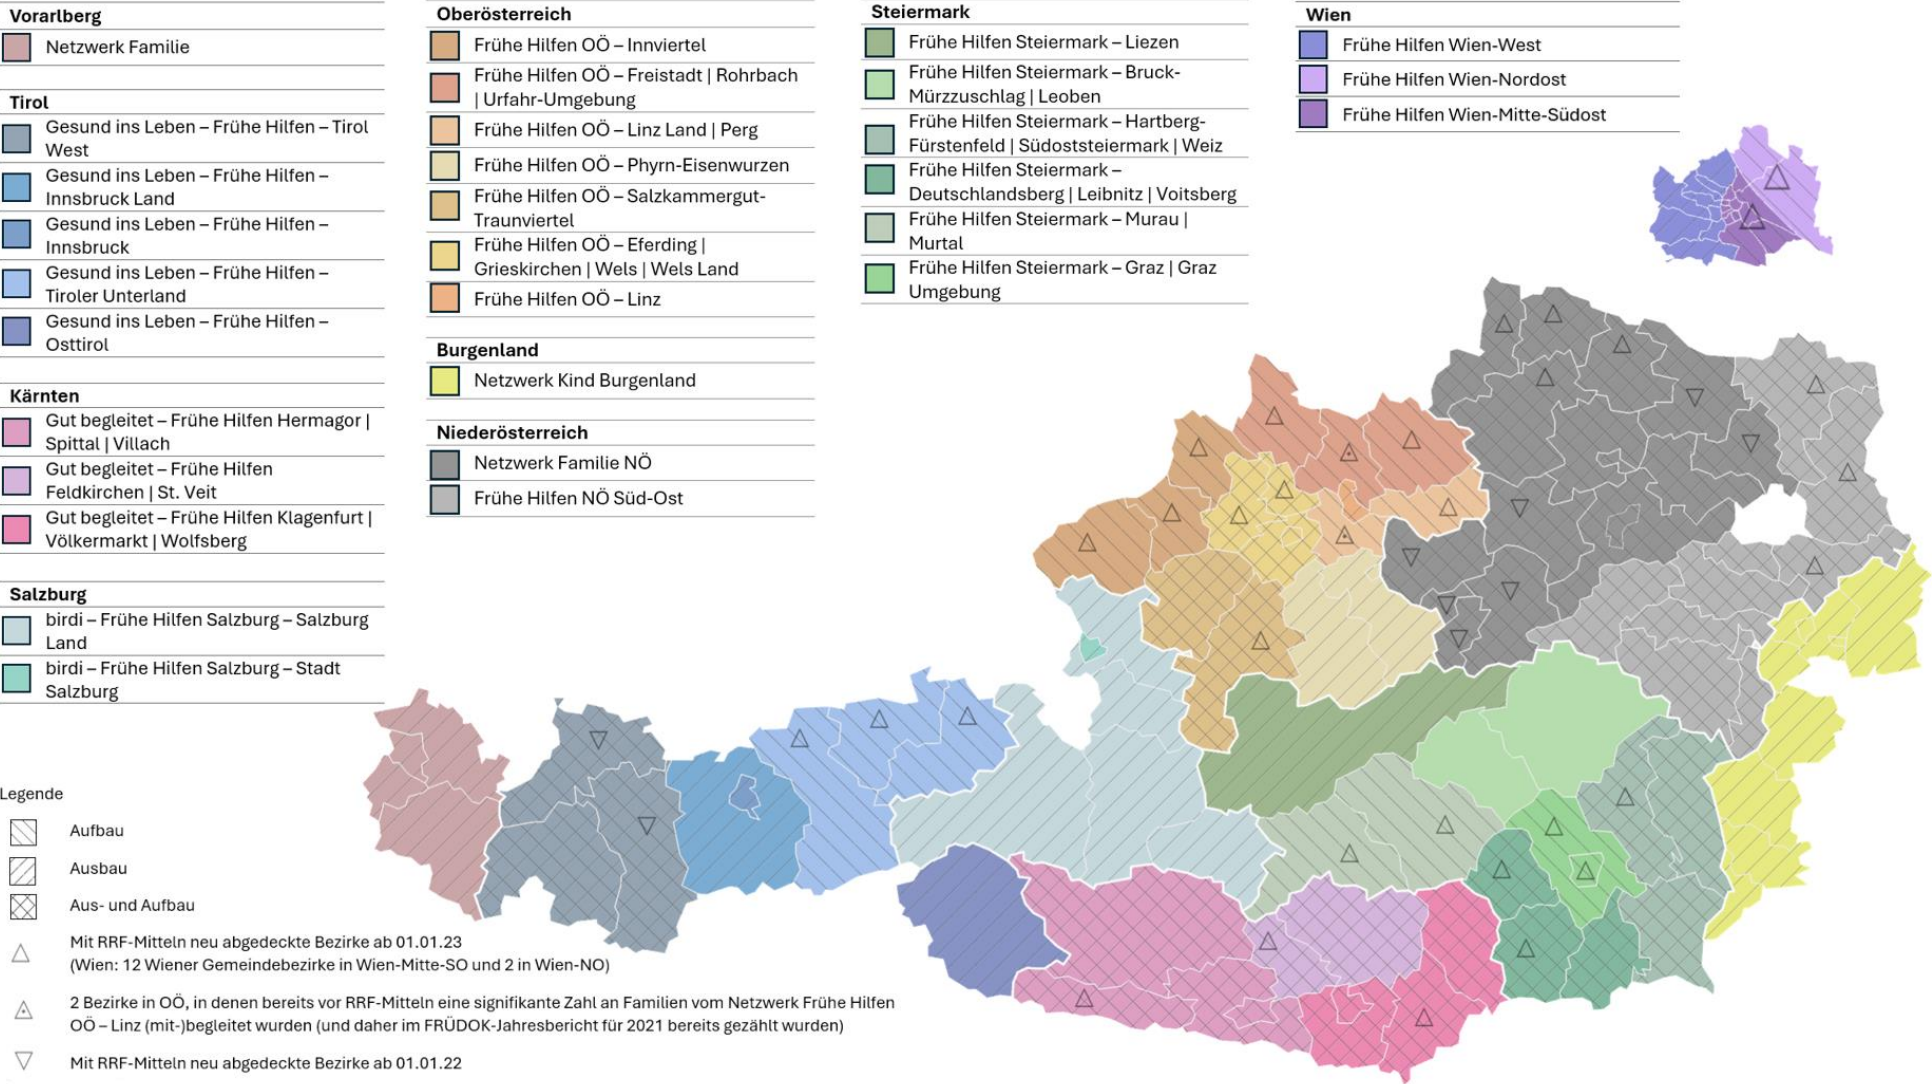 Vorarlberg
Netzwerk Familie
Tirol
Gesund ins Leben – Frühe Hilfen – Tirol
West
Gesund ins Leben – Frühe Hilfen –
Innsbruck Land
Gesund ins Leben – Frühe Hilfen –
Innsbruck
Gesund ins Leben – Frühe Hilfen –
Tiroler Unterland
Gesund ins Leben – Frühe Hilfen –
Osttirol
Kärnten
Gut begleitet – Frühe Hilfen Hermagor |
Spittal | Villach
Gut begleitet – Frühe Hilfen
Feldkirchen | St. Veit
Gut begleitet – Frühe Hilfen Klagenfurt |
Völkermarkt | Wolfsberg
Salzburg
birdi – Frühe Hilfen Salzburg – Salzburg
Land
birdi – Frühe Hilfen Salzburg – Stadt
Salzburg
Oberösterreich
Frühe Hilfen OÖ – Innviertel
Frühe Hilfen OÖ – Freistadt | Rohrbach
| Urfahr-Umgebung
Frühe Hilfen OÖ – Linz Land | Perg
Frühe Hilfen OÖ – Phyrn-Eisenwurzen
Frühe Hilfen OÖ – Salzkammergut-
Traunviertel
Frühe Hilfen OÖ – Eferding |
Grieskirchen | Wels | Wels Land
Frühe Hilfen OÖ – Linz
Burgenland
Netzwerk Kind Burgenland
Niederösterreich
Netzwerk Familie NÖ
Frühe Hilfen NÖ Süd-Ost
Steiermark
Frühe Hilfen Steiermark – Liezen
Frühe Hilfen Steiermark – Bruck-
Mürzzuschlag | Leoben
Frühe Hilfen Steiermark – Hartberg-
Fürstenfeld | Südoststeiermark | Weiz
Frühe Hilfen Steiermark –
Deutschlandsberg | Leibnitz | Voitsberg
Frühe Hilfen Steiermark – Murau |
Murtal
Frühe Hilfen Steiermark – Graz | Graz
Umgebung
Wien
Frühe Hilfen Wien-West
Frühe Hilfen Wien-Nordost
Frühe Hilfen Wien-Mitte-Südost
Legende
Aufbau
Ausbau
Aus- und Aufbau
Mit RRF-Mitteln neu abgedeckte Bezirke ab 01.01.23
(Wien: 12 Wiener Gemeindebezirke in Wien-Mitte-SO und 2 in Wien-NO)
2 Bezirke in OÖ, in denen bereits vor RRF-Mitteln eine signifikante Zahl an Familien vom Netzwerk Frühe Hilfen
OÖ – Linz (mit-)begleitet wurden (und daher im FRÜDOK-Jahresbericht für 2021 bereits gezählt wurden)
Mit RRF-Mitteln neu abgedeckte Bezirke ab 01.01.22